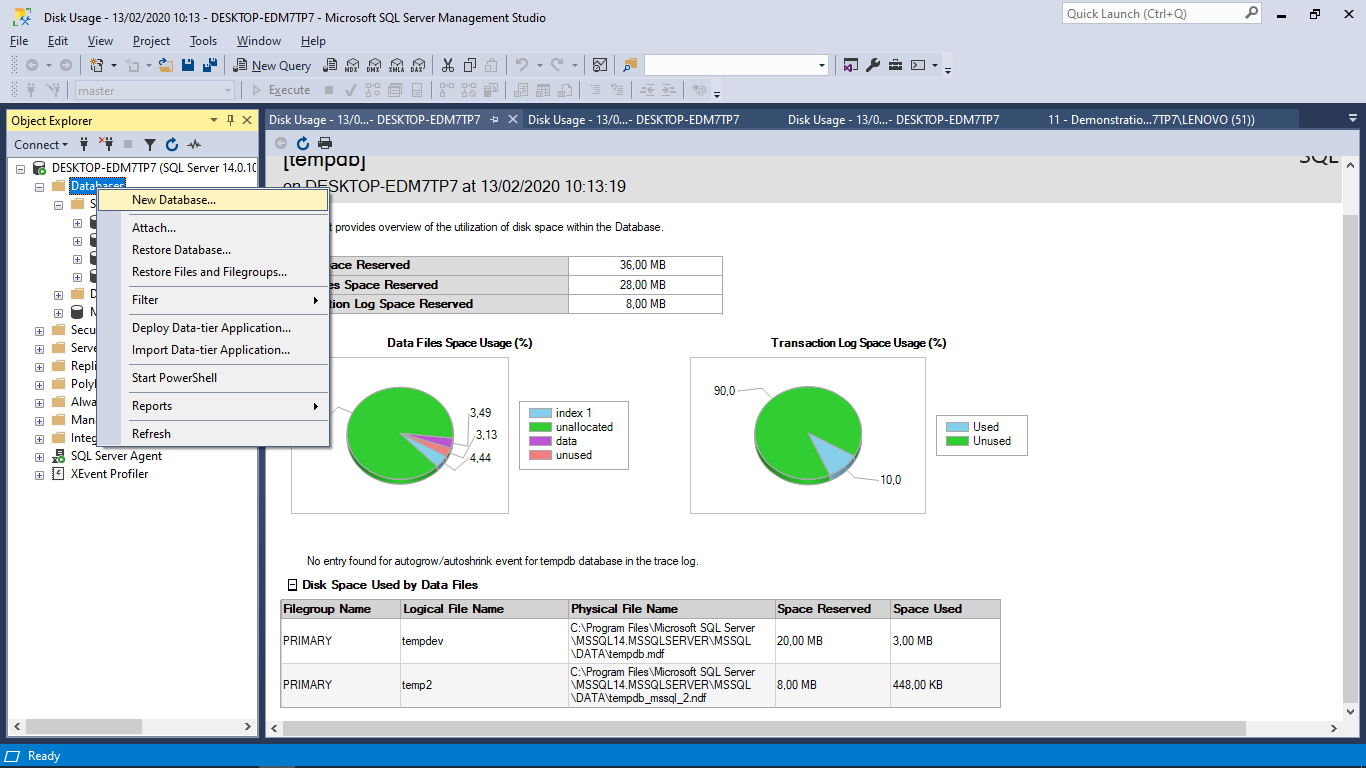 Disk Usage - 13/02/2020 10:13 - DESKTOP-EDM7TP7 - Microsoft SQL Server Management Studio
Quick Launch (Ctrl+Q)
File Edit View Project Tools Window Help
New Query MDX DMX XMLA DAX
master Execute
Object Explorer
Disk Usage - 13/0...- DESKTOP-EDM7TP7
Disk Usage - 13/0...- DESKTOP-EDM7TP7
Disk Usage - 13/0...- DESKTOP-EDM7TP7
11 - Demonstratio...7TP7\LENOVO (51))
Connect
DESKTOP-EDM7TP7 (SQL Server 14.0.10
Databases
S
D
M
Secu
Serve
Repli
Polyl
Alwa
Mana
Integ
SQL Server Agent
XEvent Profiler
New Database...
Attach...
Restore Database...
Restore Files and Filegroups...
Filter
Deploy Data-tier Application...
Import Data-tier Application...
Start PowerShell
Reports
Refresh
[tempdb]
SQL
on DESKTOP-EDM7TP7 at 13/02/2020 10:13:19
t provides overview of the utilization of disk space within the Database.
ace Reserved 36,00 MB
es Space Reserved 28,00 MB
tion Log Space Reserved 8,00 MB
Data Files Space Usage (%)
3,49
3,13
4,44
index 1
unallocated
data
unused
Transaction Log Space Usage (%)
90,0
10,0
Used
Unused
No entry found for autogrow/autoshrink event for tempdb database in the trace log.
Disk Space Used by Data Files
Filegroup Name Logical File Name Physical File Name Space Reserved Space Used
PRIMARY tempdev C:\Program Files\Microsoft SQL Server
\MSSQL14.MSSQLSERVER\MSSQL
\DATA\tempdb.mdf 20,00 MB 3,00 MB
PRIMARY temp2 C:\Program Files\Microsoft SQL Server
\MSSQL14.MSSQLSERVER\MSSQL
\DATA\tempdb_mssql_2.ndf 8,00 MB 448,00 KB
Ready